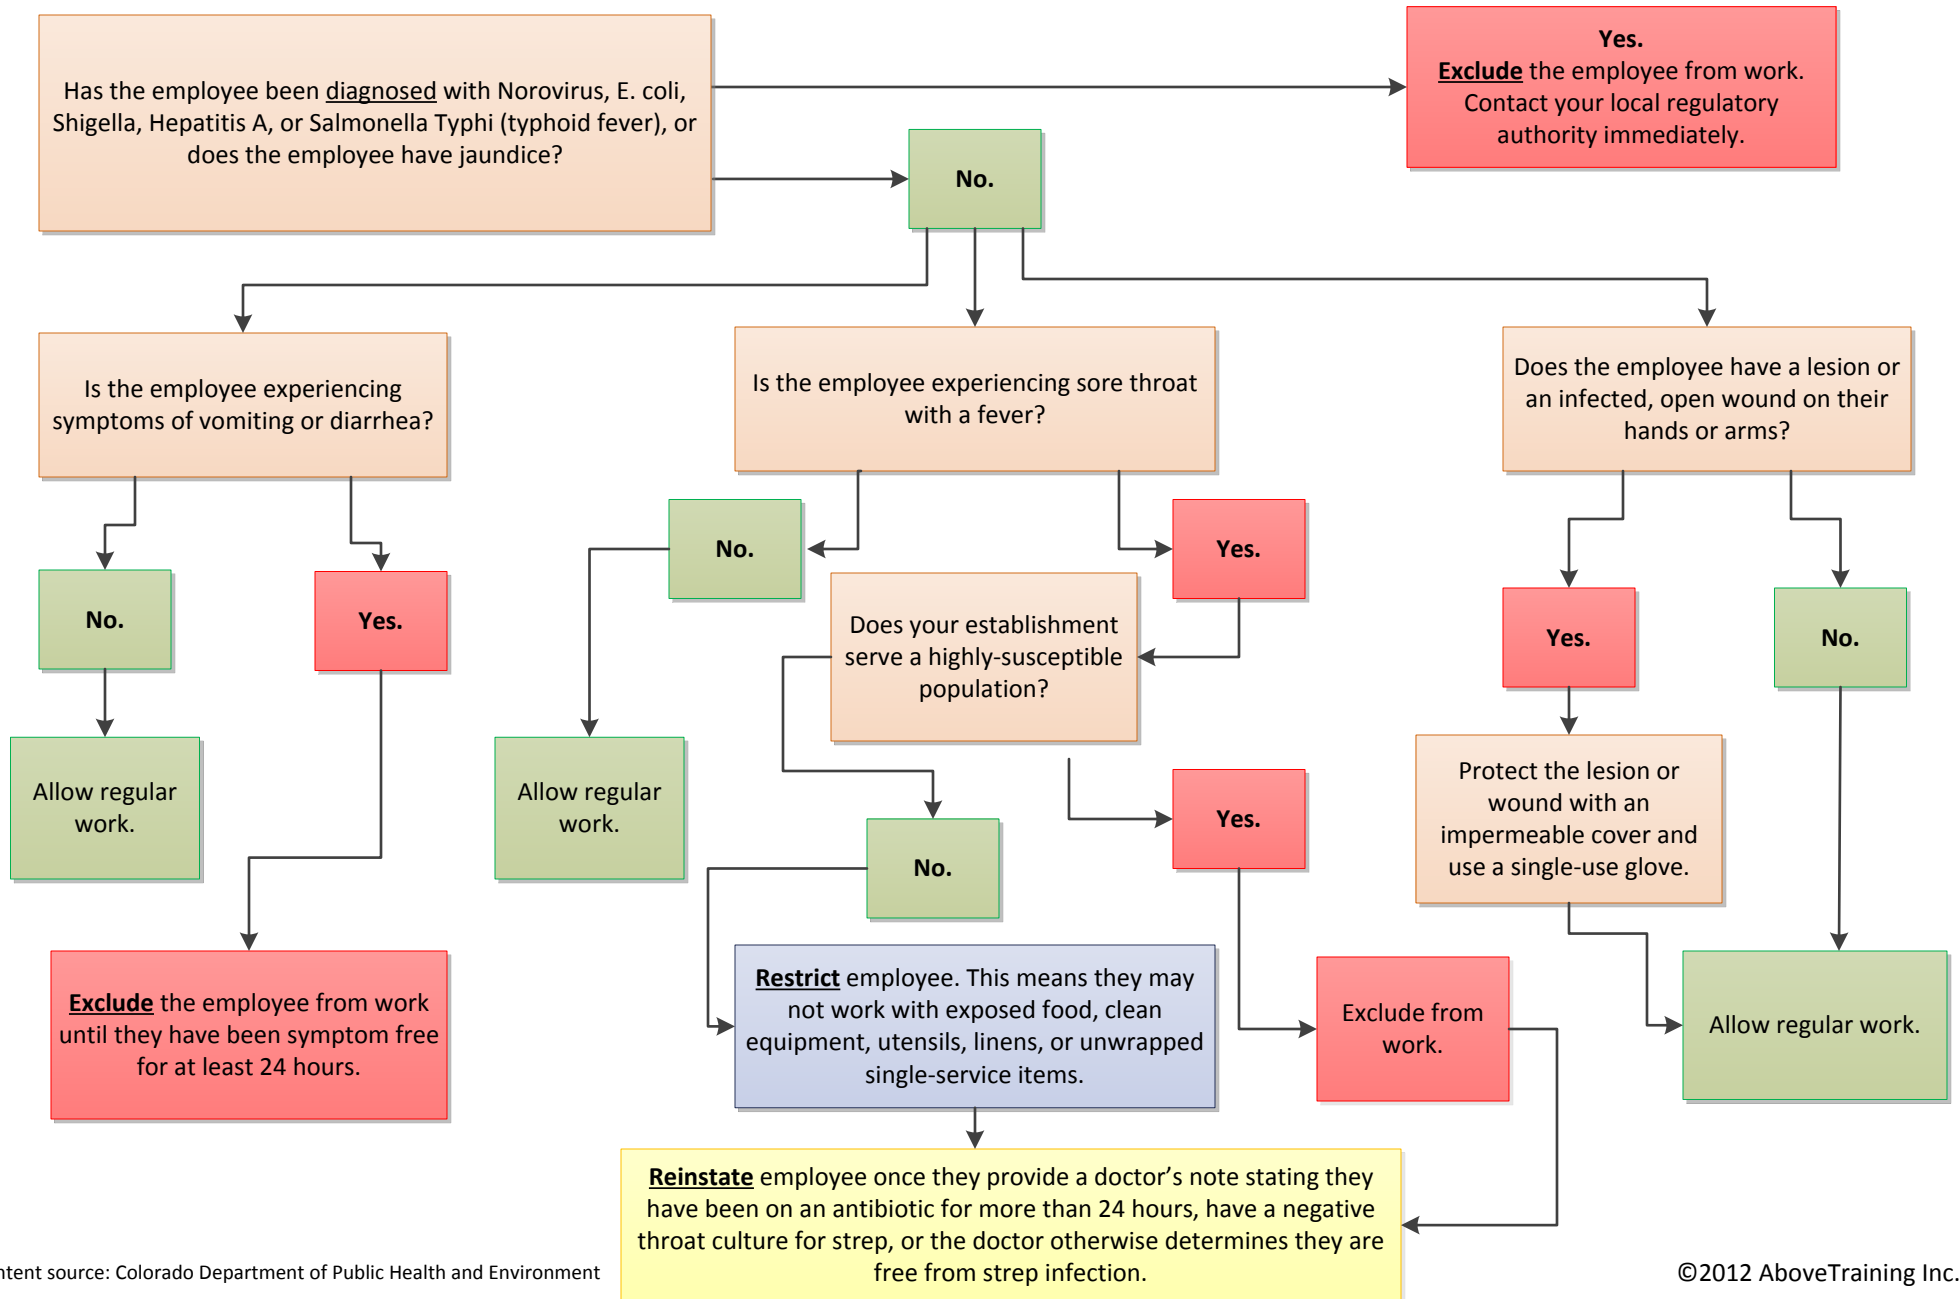 Has the employee been diagnosed with Norovirus, E. coli,
Shigella, Hepatitis A, or Salmonella Typhi (typhoid fever), or
does the employee have jaundice?
Yes.
Exclude the employee from work.
Contact your local regulatory
authority immediately.
No.
Is the employee experiencing
symptoms of vomiting or diarrhea?
Is the employee experiencing sore throat
with a fever?
Does the employee have a lesion or
an infected, open wound on their
hands or arms?
No.
Yes.
No.
Yes.
Yes.
No.
Does your establishment
serve a highly-susceptible
population?
Allow regular
work.
Allow regular
work.
No.
Yes.
Protect the lesion or
wound with an
impermeable cover and
use a single-use glove.
Exclude the employee from work
until they have been symptom free
for at least 24 hours.
Restrict employee. This means they may
not work with exposed food, clean
equipment, utensils, linens, or unwrapped
single-service items.
Exclude from
work.
Allow regular work.
Reinstate employee once they provide a doctor’s note stating they
have been on an antibiotic for more than 24 hours, have a negative
throat culture for strep, or the doctor otherwise determines they are
free from strep infection.
ntent source: Colorado Department of Public Health and Environment
©2012 AboveTraining Inc.